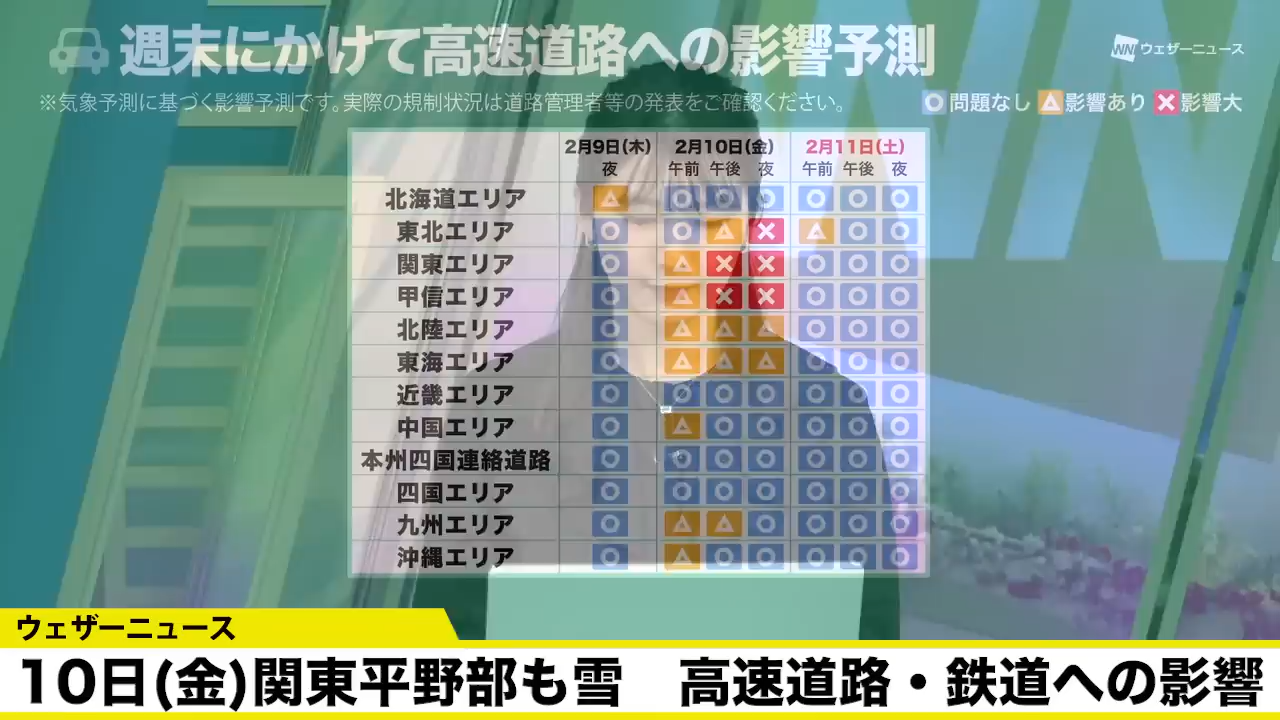 週末にかけて高速道路への影響予測
WN ウェザーニュース
※気象予測に基づく影響予測です。実際の規制状況は道路管理者等の発表をご確認ください。
○問題なし △影響あり ×影響大
2月9日(木) 2月10日(金) 2月11日(土)
夜 午前 午後 夜 午前 午後 夜
北海道エリア △ ○ ○ ○ ○ ○ ○
東北エリア ○ ○ △ × △ ○ ○
関東エリア ○ △ × × ○ ○ ○
甲信エリア ○ △ × × ○ ○ ○
北陸エリア ○ △ △ △ ○ ○ ○
東海エリア ○ △ △ △ ○ ○ ○
近畿エリア ○ ○ ○ ○ ○ ○ ○
中国エリア ○ △ ○ ○ ○ ○ ○
本州四国連絡道路 ○ ○ ○ ○ ○ ○ ○
四国エリア ○ ○ ○ ○ ○ ○ ○
九州エリア ○ △ △ ○ ○ ○ ○
沖縄エリア ○ △ ○ ○ ○ ○ ○
ウェザーニュース
10日(金)関東平野部も雪 高速道路・鉄道への影響